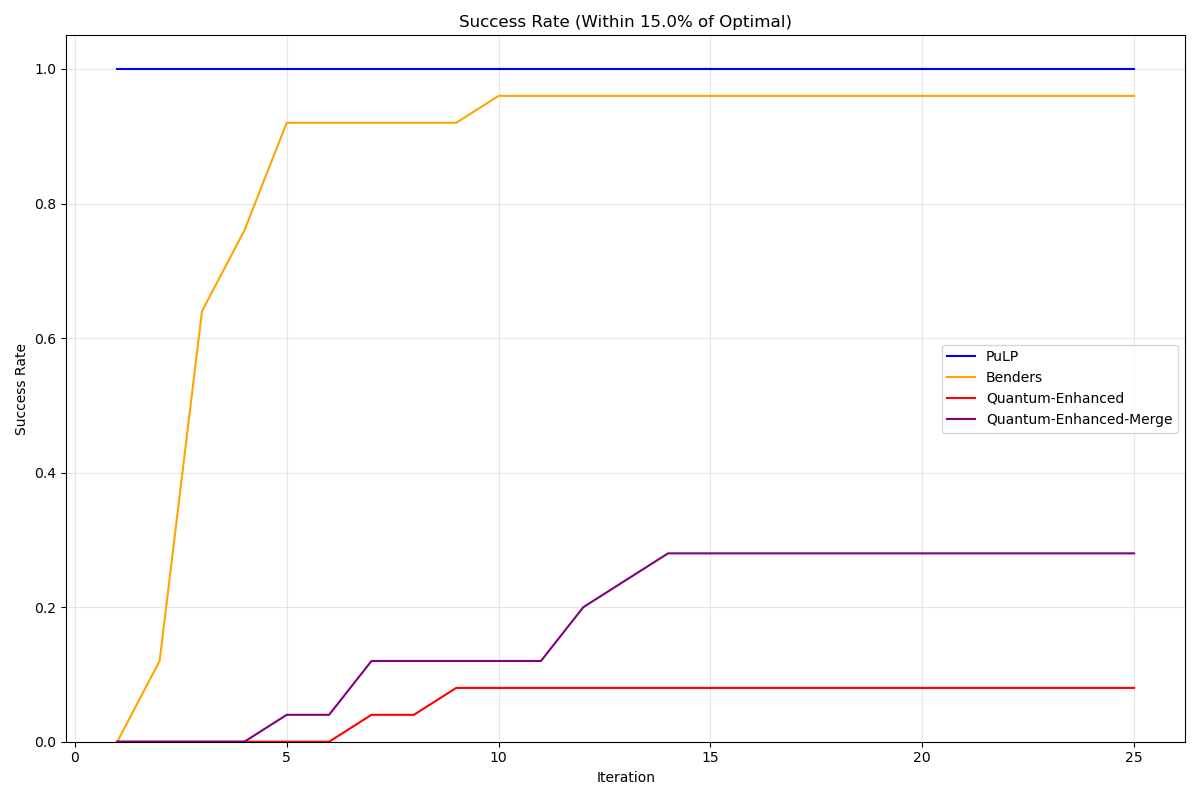 Success Rate (Within 15.0% of Optimal)
1.0
0.8
0.6
0.4
0.2
0.0
Success Rate
PuLP
Benders
Quantum-Enhanced
Quantum-Enhanced-Merge
0 5 10 15 20 25
Iteration